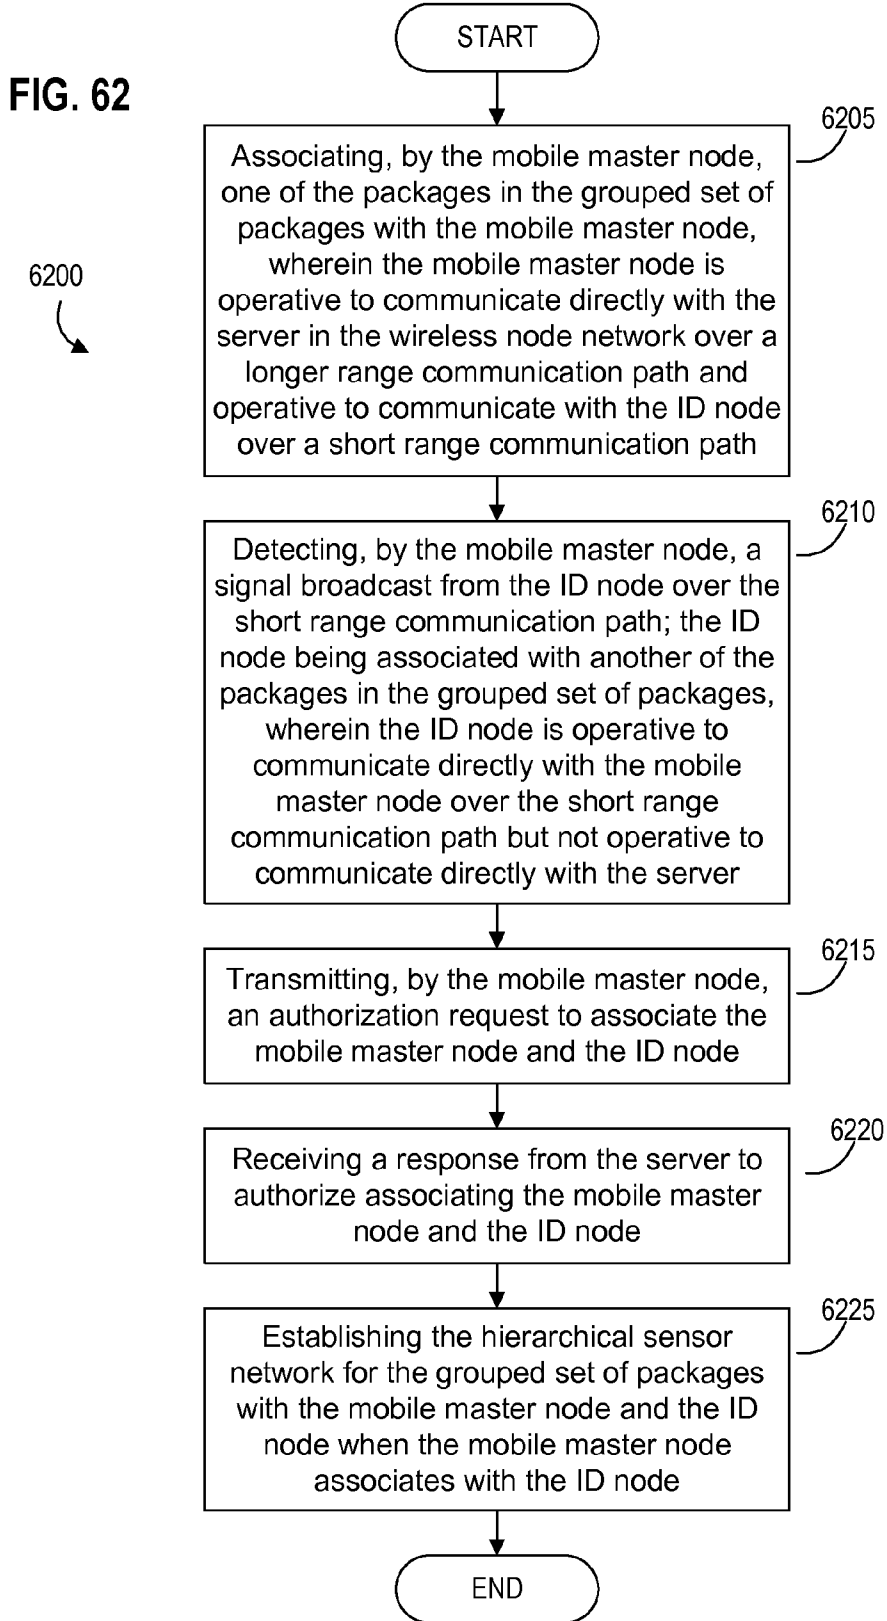 START
FIG. 62
6205
Associating, by the mobile master node,
one of the packages in the grouped set of
packages with the mobile master node,
wherein the mobile master node is
operative to communicate directly with the
server in the wireless node network over a
longer range communication path and
operative to communicate with the ID node
over a short range communication path
6200
6210
Detecting, by the mobile master node, a
signal broadcast from the ID node over the
short range communication path; the ID
node being associated with another of the
packages in the grouped set of packages,
wherein the ID node is operative to
communicate directly with the mobile
master node over the short range
communication path but not operative to
communicate directly with the server
6215
Transmitting, by the mobile master node,
an authorization request to associate the
mobile master node and the ID node
6220
Receiving a response from the server to
authorize associating the mobile master
node and the ID node
6225
Establishing the hierarchical sensor
network for the grouped set of packages
with the mobile master node and the ID
node when the mobile master node
associates with the ID node
END